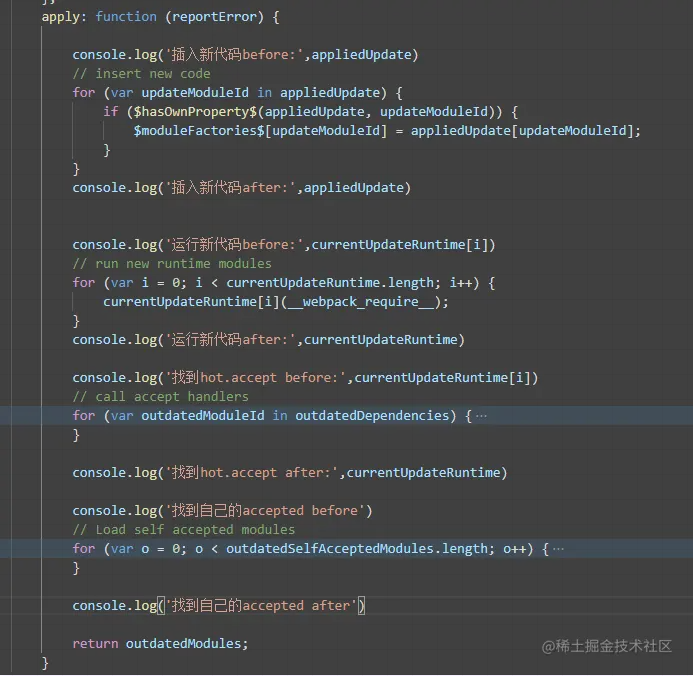 apply: function (reportError) {
console.log('插入新代码before:',appliedUpdate)
// insert new code
for (var updateModuleId in appliedUpdate) {
if ($hasOwnProperty$(appliedUpdate, updateModuleId)) {
$moduleFactories$[updateModuleId] = appliedUpdate[updateModuleId];
}
}
console.log('插入新代码after:',appliedUpdate)
console.log('运行新代码before:',currentUpdateRuntime[i])
// run new runtime modules
for (var i = 0; i < currentUpdateRuntime.length; i++) {
currentUpdateRuntime[i](__webpack_require__);
}
console.log('运行新代码after:',currentUpdateRuntime)
console.log('找到hot.accept before:',currentUpdateRuntime[i])
// call accept handlers
for (var outdatedModuleId in outdatedDependencies) {···
}
console.log('找到hot.accept after:',currentUpdateRuntime)
console.log('找到自己的accepted before')
// Load self accepted modules
for (var o = 0; o < outdatedSelfAcceptedModules.length; o++) {···
}
console.log('找到自己的accepted after')
return outdatedModules;
}
@稀土掘金技术社区